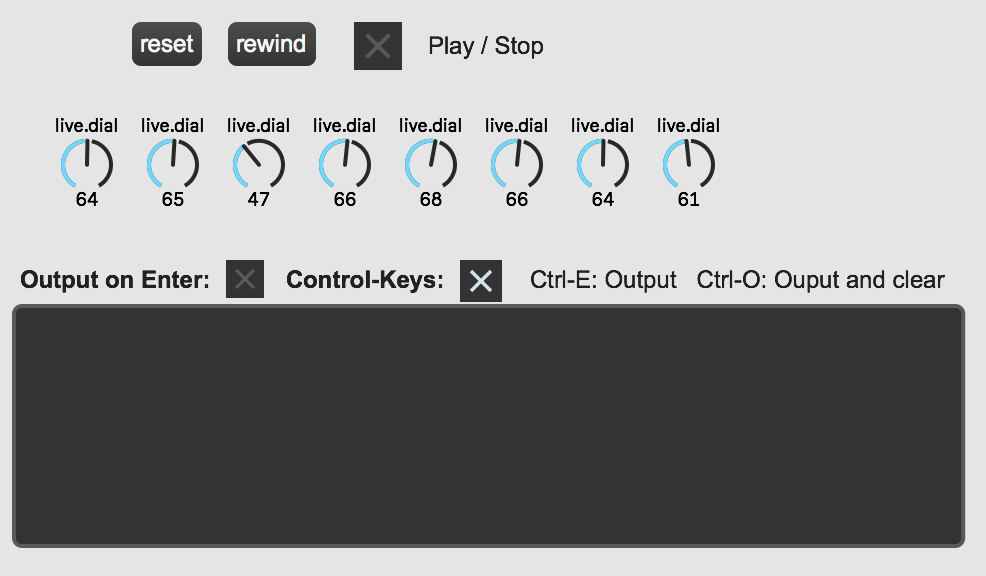 reset rewind Play / Stop
live.dial live.dial live.dial live.dial live.dial live.dial live.dial live.dial
64 65 47 66 68 66 64 61
Output on Enter: Control-Keys: Ctrl-E: Output Ctrl-O: Ouput and clear